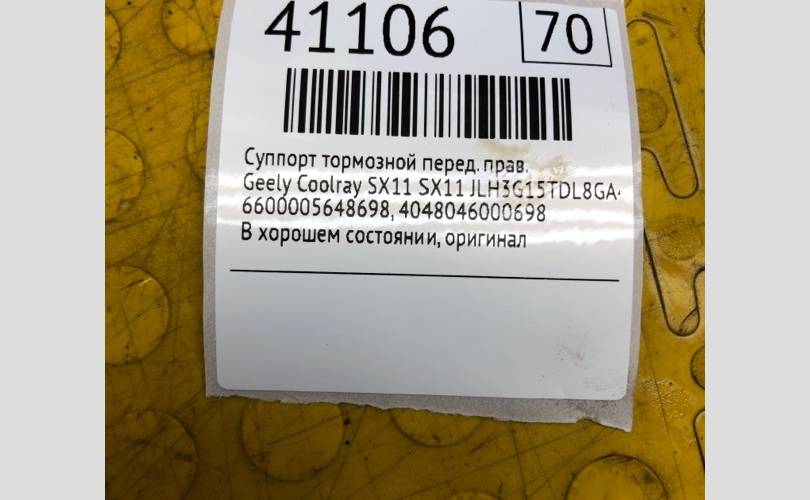 41106 70
Суппорт тормозной перед. прав.
Geely Coolray SX11 SX11 JLH3G15TDL8GA
6600005648698, 4048046000698
В хорошем состоянии, оригинал